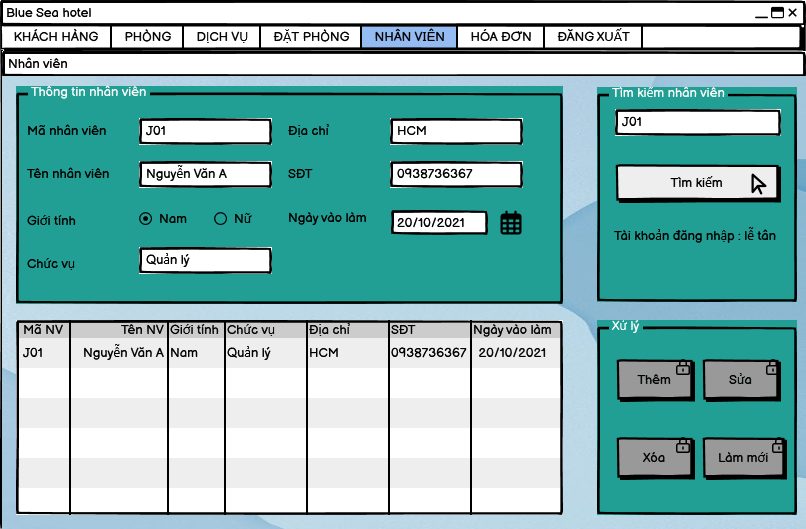 Blue Sea hotel
KHÁCH HÀNG PHÒNG DỊCH VỤ ĐẶT PHÒNG NHÂN VIÊN HÓA ĐƠN ĐĂNG XUẤT
Nhân viên
Thông tin nhân viên
Mã nhân viên J01 Địa chỉ HCM
Tên nhân viên Nguyễn Văn A SĐT 0938736367
Giới tính Nam Nữ Ngày vào làm 20/10/2021
Chức vụ Quản lý
Tìm kiếm nhân viên
J01
Tìm kiếm
Tài khoản đăng nhập : lễ tân
Mã NV Tên NV Giới tính Chức vụ Địa chỉ SĐT Ngày vào làm
J01 Nguyễn Văn A Nam Quản lý HCM 0938736367 20/10/2021
Xử lý
Thêm Sửa
Xóa Làm mới